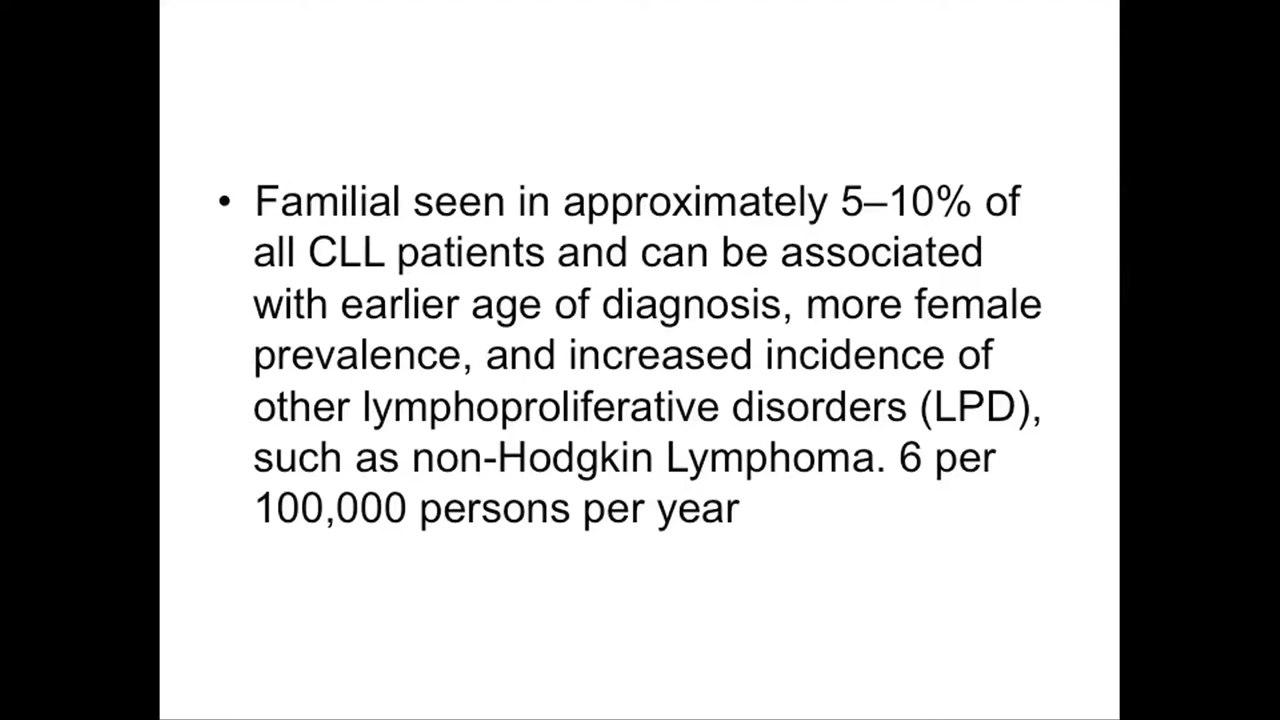 • Familial seen in approximately 5–10% of
all CLL patients and can be associated
with earlier age of diagnosis, more female
prevalence, and increased incidence of
other lymphoproliferative disorders (LPD),
such as non-Hodgkin Lymphoma. 6 per
100,000 persons per year